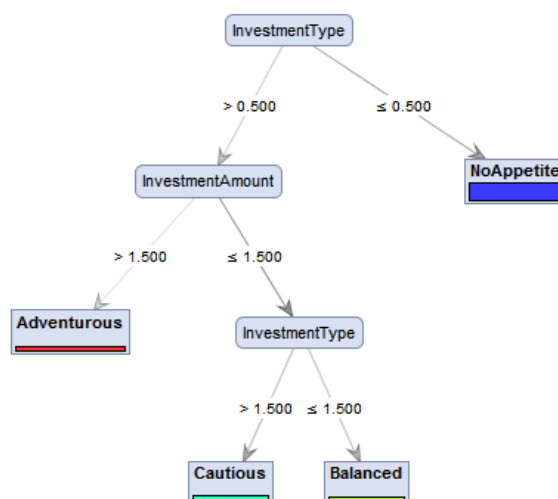 InvestmentType
> 0.500
≤ 0.500
InvestmentAmount
NoAppetite
> 1.500
≤ 1.500
Adventurous
InvestmentType
> 1.500
≤ 1.500
Cautious
Balanced